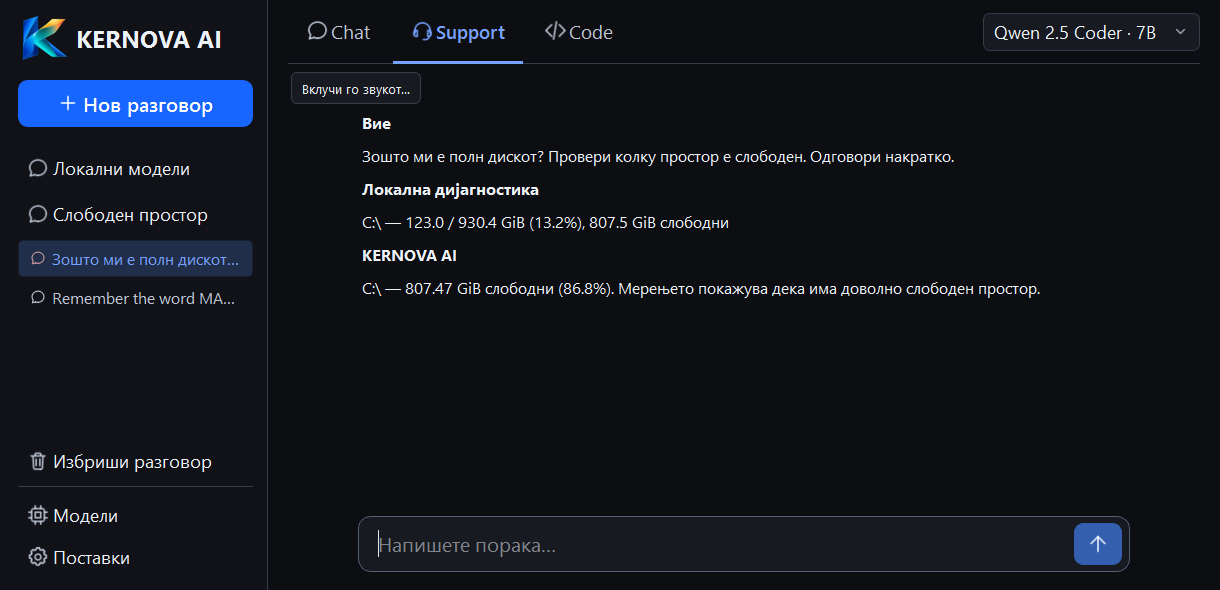 KERNOVA AI
+ Нов разговор
Локални модели
Слободен простор
Зошто ми е полн дискот...
Remember the word MA...
Избриши разговор
Модели
Поставки
Chat
Support
Code
Qwen 2.5 Coder · 7B
Вклучи го звукот...
Вие
Зошто ми е полн дискот? Провери колку простор е слободен. Одговори накратко.
Локална дијагностика
C:\ — 123.0 / 930.4 GiB (13.2%), 807.5 GiB слободни
KERNOVA AI
C:\ — 807.47 GiB слободни (86.8%). Мерењето покажува дека има доволно слободен простор.
Напишете порака...